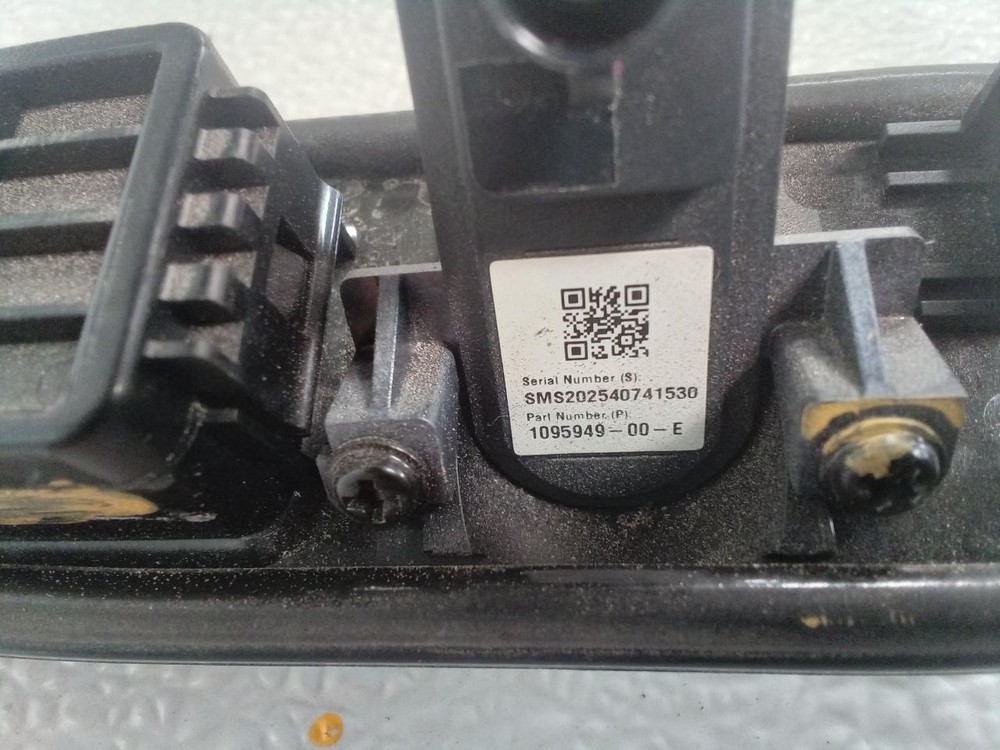 Serial Number (S):
SMS202540741530
Part Number (P):
1095949-00-E